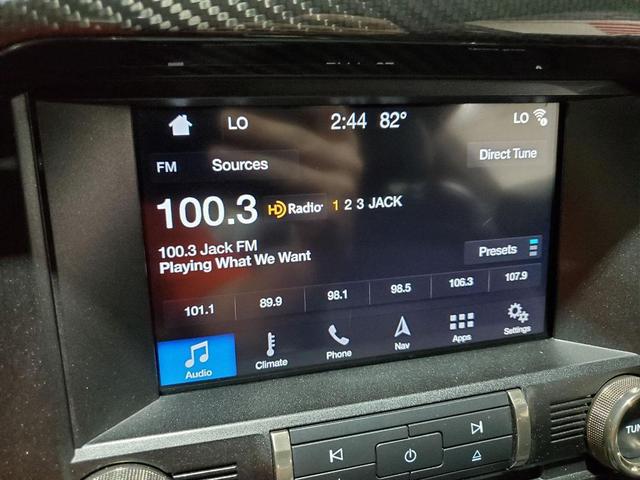 LO 2:44 82° LO
FM Sources Direct Tune
100.3 HD Radio 1 2 3 JACK
100.3 Jack FM
Playing What We Want
Presets
101.1 89.9 98.1 98.5 106.3 107.9
Audio Climate Phone Nav Apps Settings
TUN